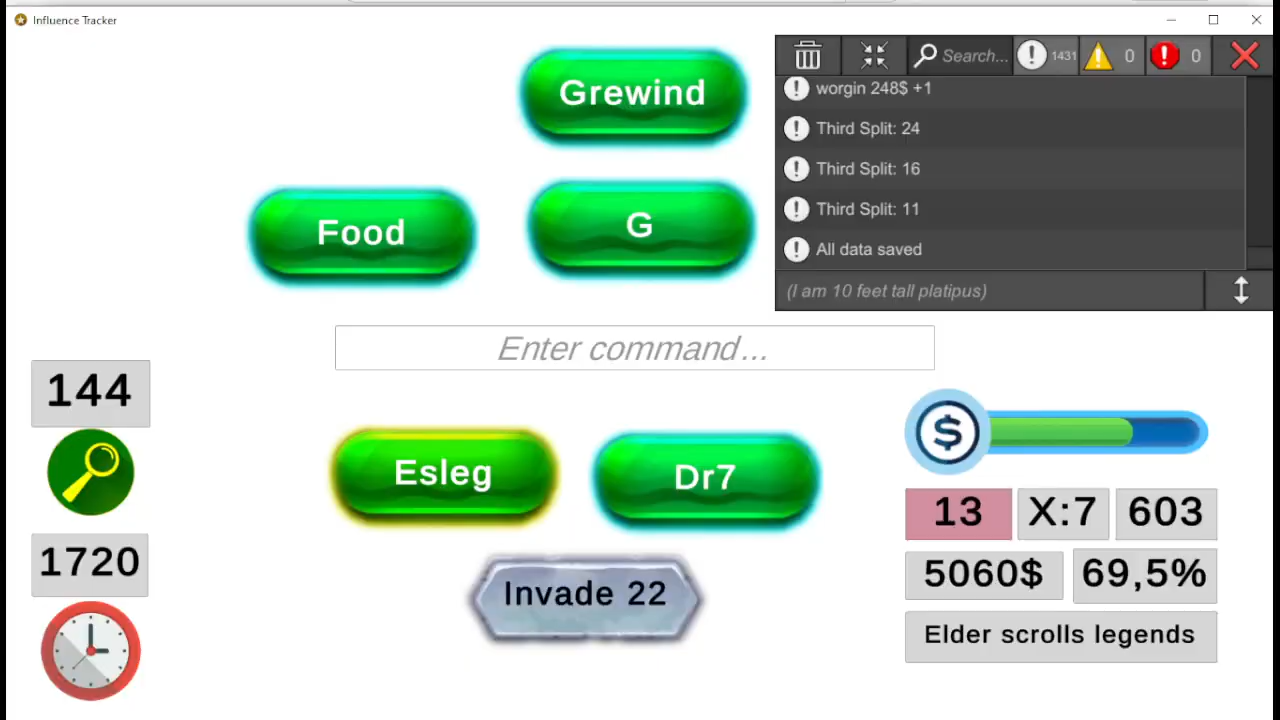 Influence Tracker
Grewind
Food
G
Search...
1431
0
0
worgin 248$ +1
Third Split: 24
Third Split: 16
Third Split: 11
All data saved
(I am 10 feet tall platipus)
Enter command...
144
1720
Esleg
Dr7
Invade 22
$
13
X:7
603
5060$
69,5%
Elder scrolls legends